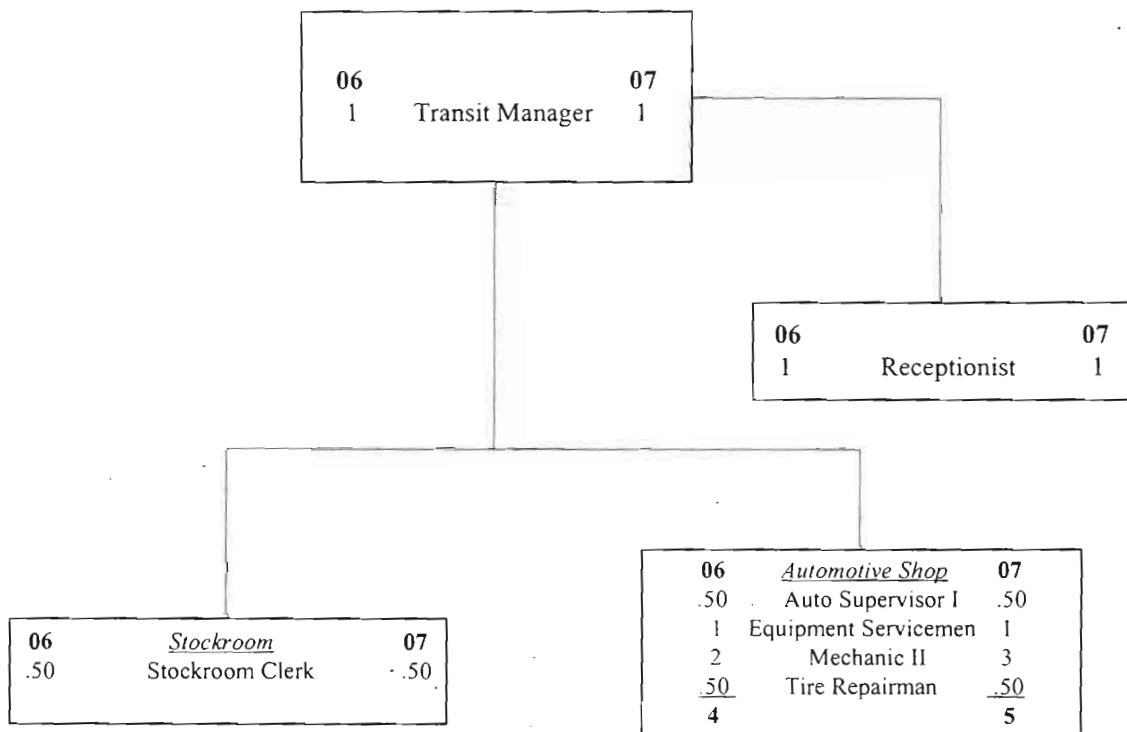 06 07
1 Transit Manager 1
06 07
1 Receptionist 1
06 Stockroom 07
.50 Stockroom Clerk .50
06 Automotive Shop 07
.50 Auto Supervisor I .50
1 Equipment Servicemen 1
2 Mechanic II 3
.50 Tire Repairman .50
4 5